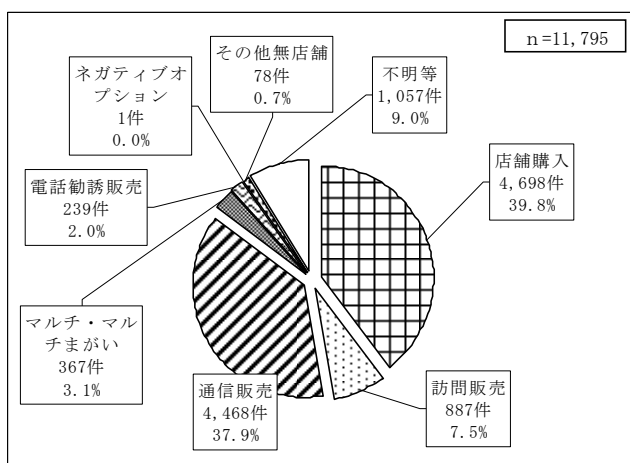 n=11,795
その他無店舗
78件
0.7%
不明等
1,057件
9.0%
ネガティブオ
プション
1件
0.0%
店舗購入
4,698件
39.8%
電話勧誘販売
239件
2.0%
マルチ・マル
チまがい
367件
3.1%
通信販売
4,468件
37.9%
訪問販売
887件
7.5%